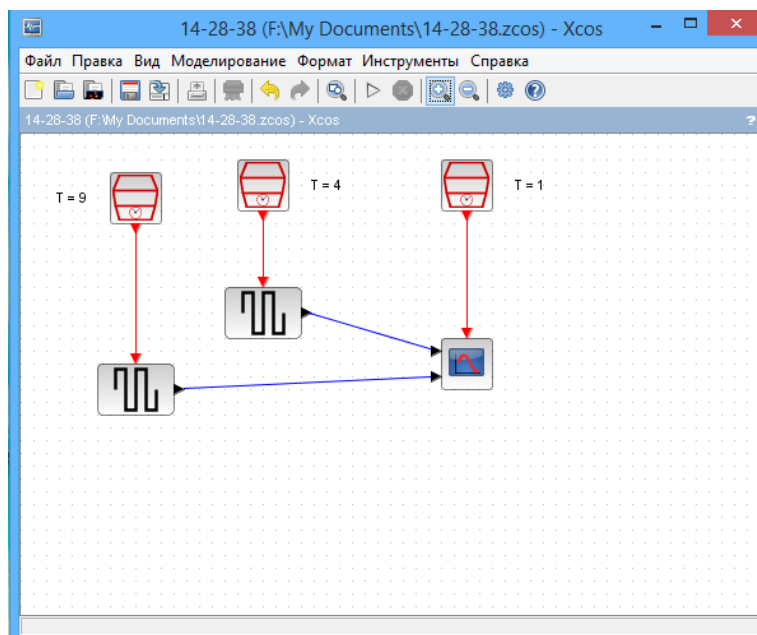 14-28-38 (F:\My Documents\14-28-38.zcos) - Xcos
Файл Правка Вид Моделирование Формат Инструменты Справка
14-28-38 (F:\My Documents\14-28-38.zcos) - Xcos ?
T = 9
T = 4
T = 1